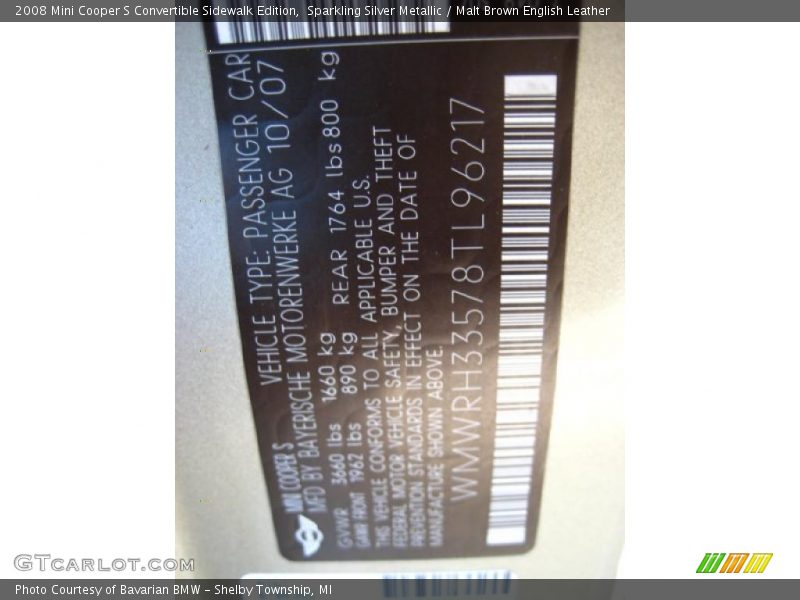 2008 Mini Cooper S Convertible Sidewalk Edition, Sparkling Silver Metallic / Malt Brown English Leather
MINI COOPER S VEHICLE TYPE: PASSENGER CAR
MFD BY BAYERISCHE MOTORENWERKE AG 10/07
GVWR 3660 lbs 1660 kg
GAWR FRONT 1962 lbs 890 kg REAR 1764 lbs 800 kg
THIS VEHICLE CONFORMS TO ALL APPLICABLE U.S.
FEDERAL MOTOR VEHICLE SAFETY, BUMPER AND THEFT
PREVENTION STANDARDS IN EFFECT ON THE DATE OF
MANUFACTURE SHOWN ABOVE.
WMWRH33578TL96217
GTCarLot.com
Photo Courtesy of Bavarian BMW - Shelby Township, MI